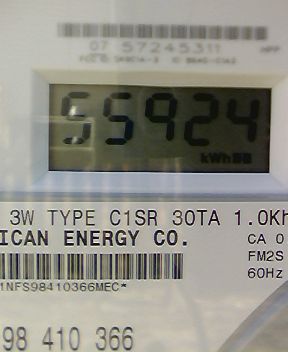 07 57245311
55924
kWh
3W TYPE C1SR 30TA 1.0Kh
ICAN ENERGY CO.
CA 0
FM2S
60Hz
1NFS98410366MEC*
98 410 366